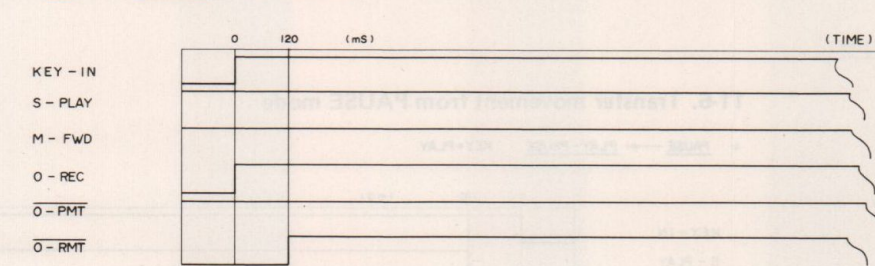 0 120 (mS) (TIME)
KEY-IN
S-PLAY
M-FWD
O-REC
O-PMT
O-RMT